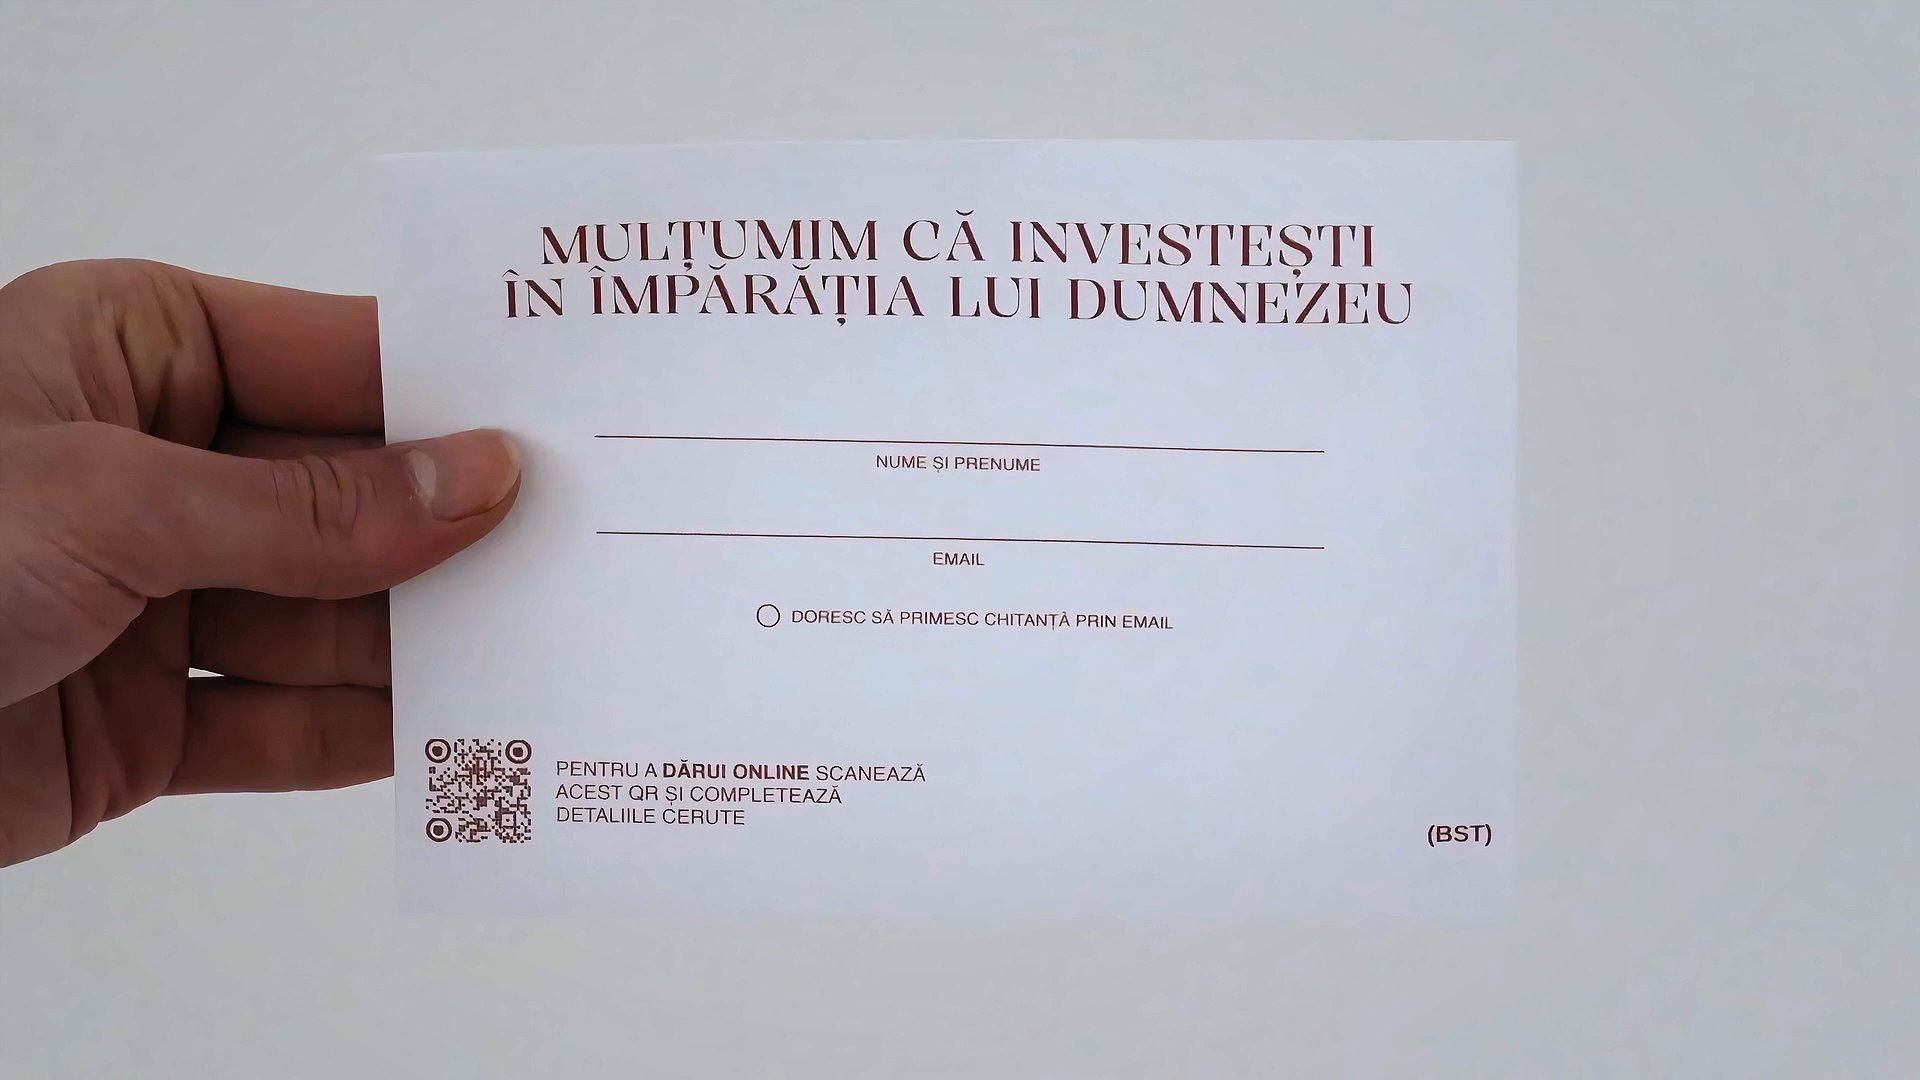 MULȚUMIM CĂ INVESTEȘTI
ÎN ÎMPĂRĂȚIA LUI DUMNEZEU
NUME ȘI PRENUME
EMAIL
DORESC SĂ PRIMESC CHITANȚĂ PRIN EMAIL
PENTRU A DĂRUI ONLINE SCANEAZĂ
ACEST QR ȘI COMPLETEAZĂ
DETALIILE CERUTE
(BST)